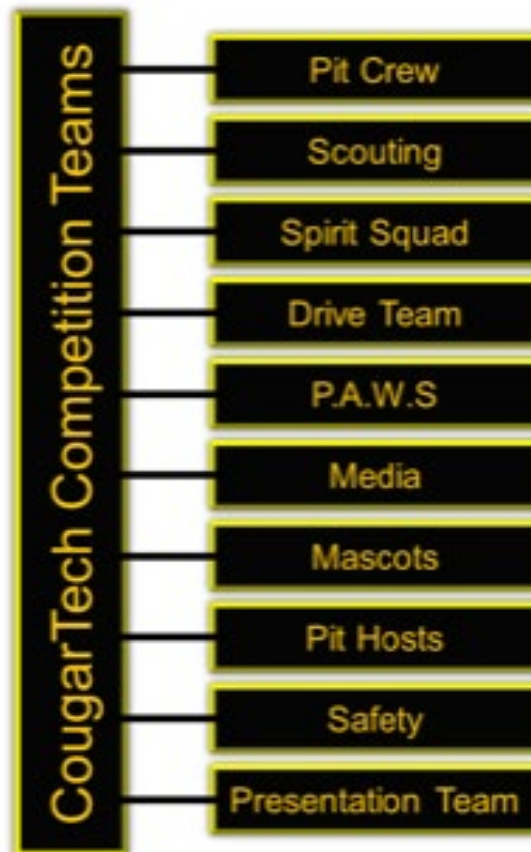 CougarTech Competition Teams
Pit Crew
Scouting
Spirit Squad
Drive Team
P.A.W.S
Media
Mascots
Pit Hosts
Safety
Presentation Team